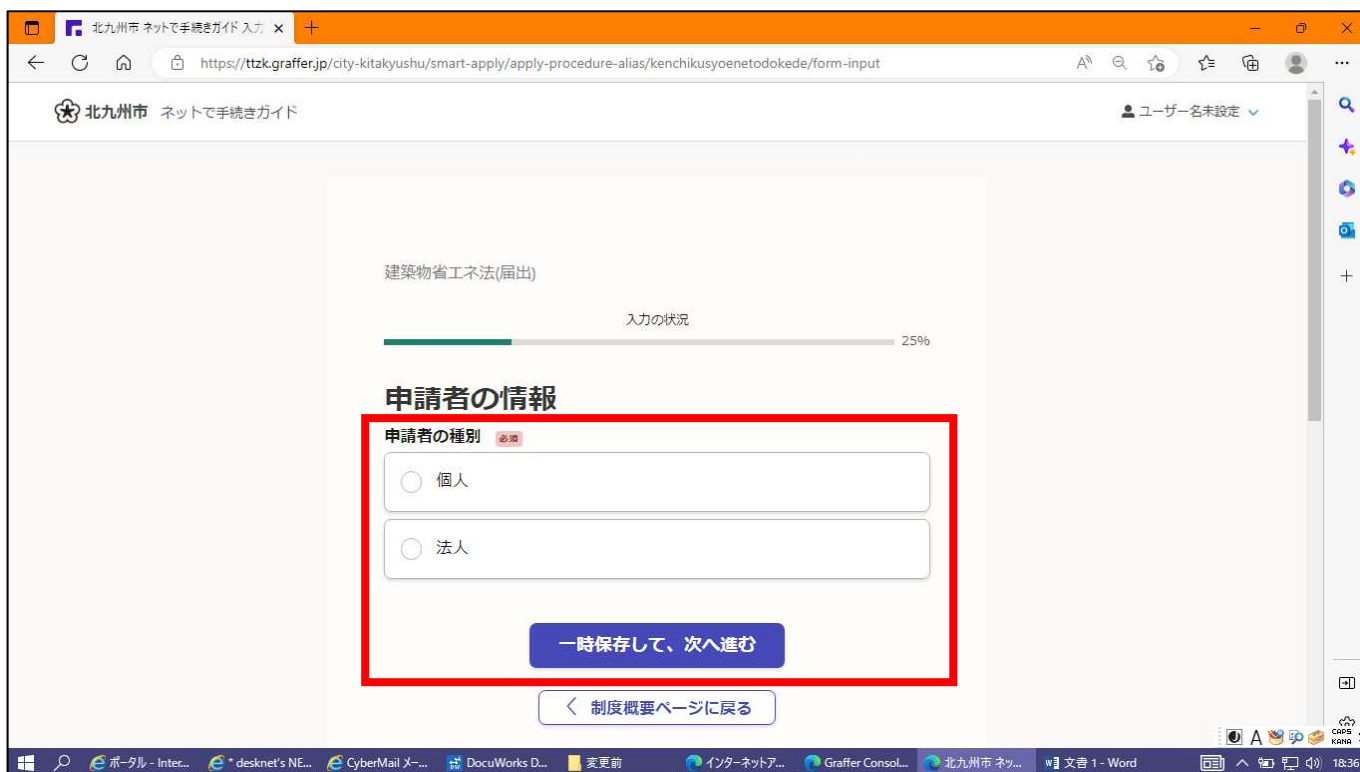 北九州市 ネットで手続きガイド 入力
https://ttzk.graffer.jp/city-kitakyushu/smart-apply/apply-procedure-alias/kenchikusyoenetodokede/form-input
北九州市 ネットで手続きガイド
ユーザー名未設定
建築物省エネ法(届出)
入力の状況
25%
申請者の情報
申請者の種別 必須
個人
法人
一時保存して、次へ進む
制度概要ページに戻る
A
CAPS
KANA
ポータル - Inter...
* desknet's NE...
CyberMail メー...
DocuWorks D...
変更前
インターネットア...
Graffer Consol...
北九州市 ネッ...
文書 1 - Word
18:36